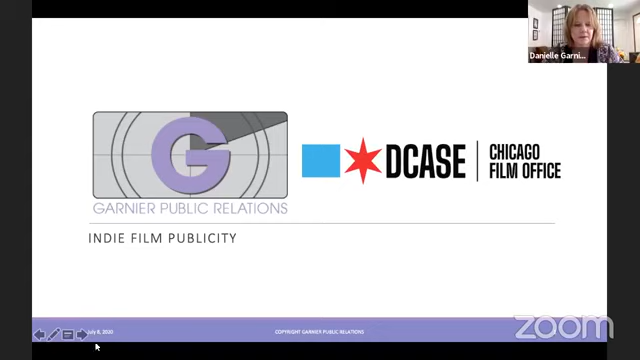 Danielle Garni...
G
GARNIER PUBLIC RELATIONS
DCASE
CHICAGO
FILM OFFICE
INDIE FILM PUBLICITY
July 8, 2020
COPYRIGHT GARNIER PUBLIC RELATIONS
zoom